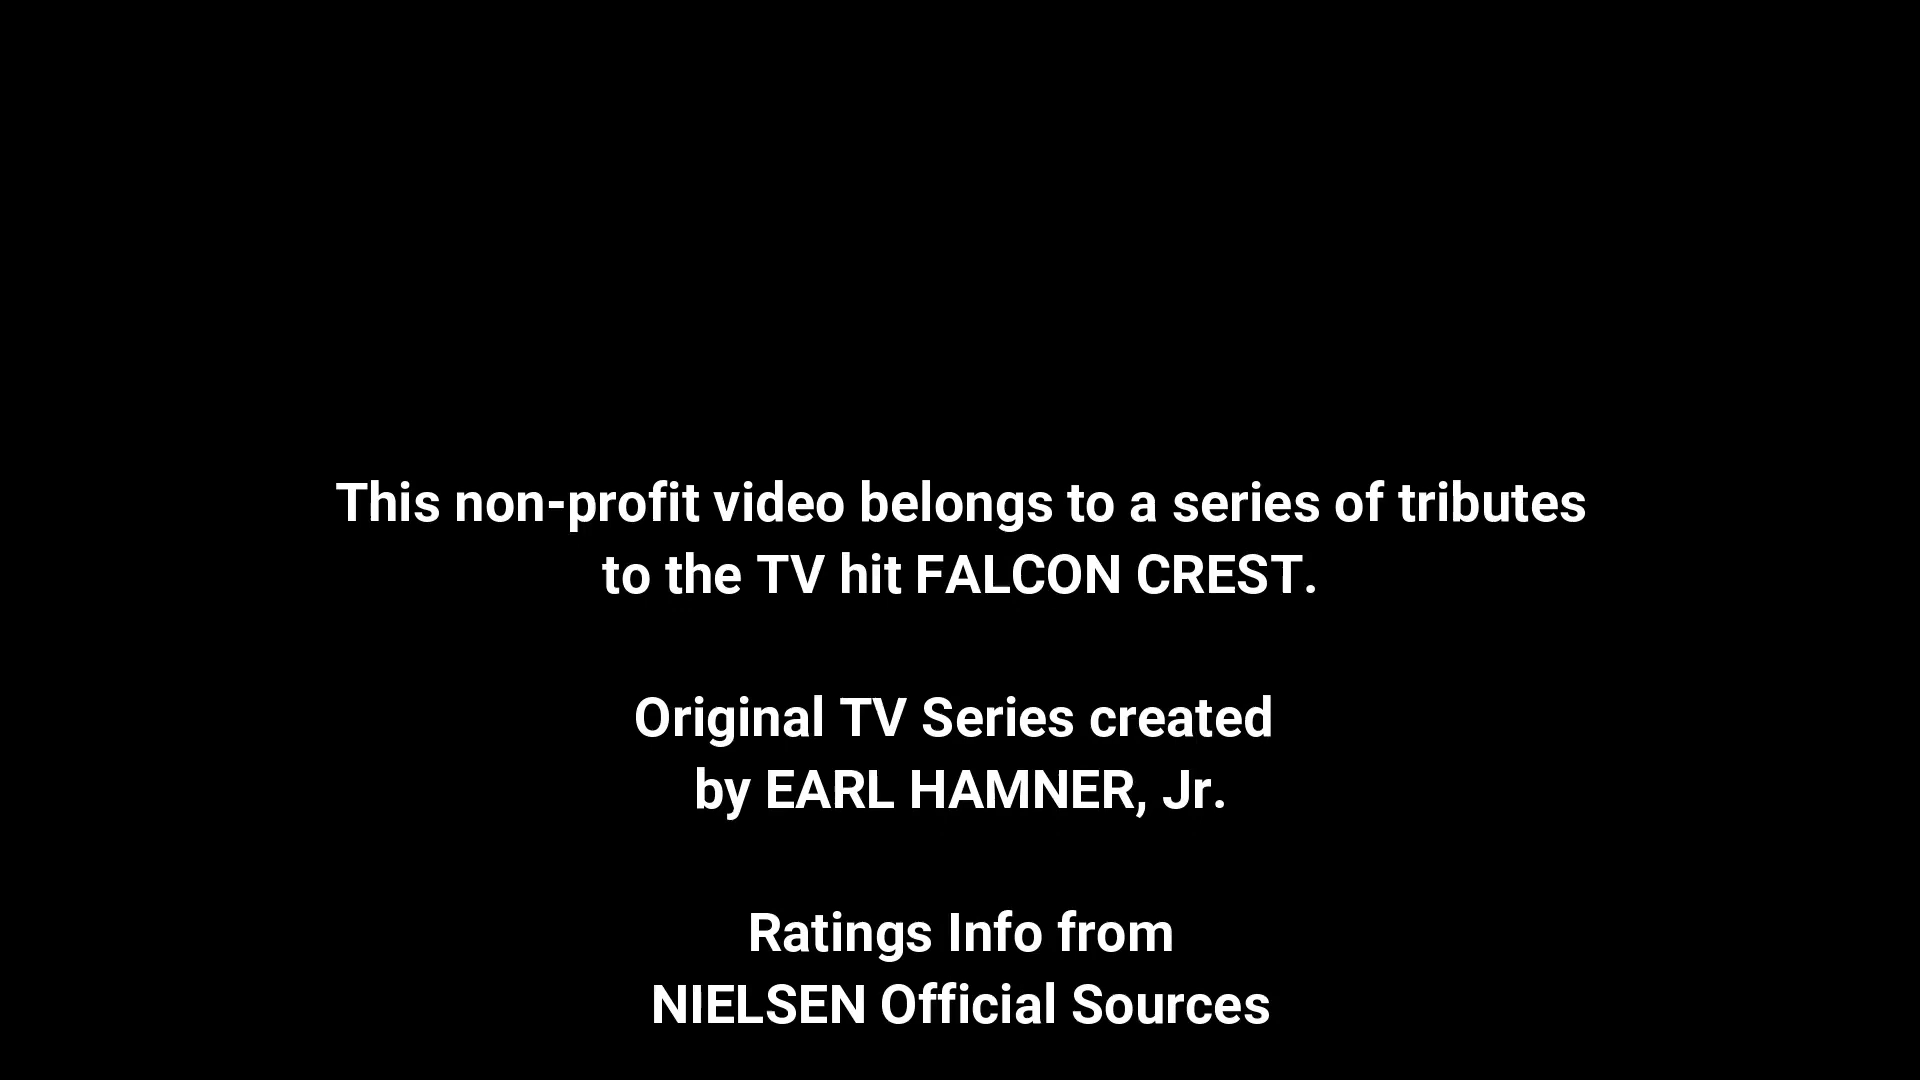 This non-profit video belongs to a series of tributes
to the TV hit FALCON CREST.
Original TV Series created
by EARL HAMNER, Jr.
Ratings Info from
NIELSEN Official Sources